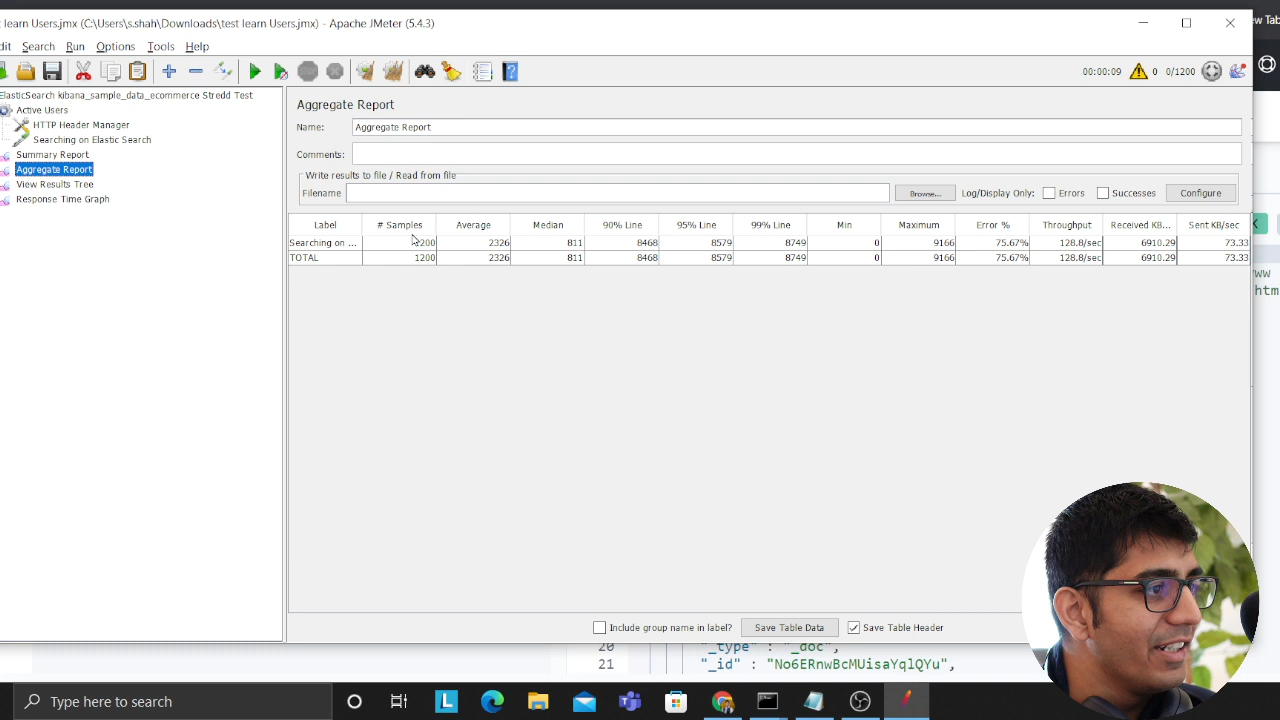 learn Users.jmx (C:\Users\s.shah\Downloads\test learn Users.jmx) - Apache JMeter (5.4.3)
ew Tab
dit Search Run Options Tools Help
00:00:09 0 0/1200
ElasticSearch kibana_sample_data_ecommerce Stredd Test
Active Users
HTTP Header Manager
Searching on Elastic Search
Summary Report
Aggregate Report
View Results Tree
Response Time Graph
Aggregate Report
Name: Aggregate Report
Comments:
Write results to file / Read from file
Filename Browse... Log/Display Only: Errors Successes Configure
Label # Samples Average Median 90% Line 95% Line 99% Line Min Maximum Error % Throughput Received KB... Sent KB/sec
Searching on ... 1200 2326 811 8468 8579 8749 0 9166 75.67% 128.8/sec 6910.29 73.33
TOTAL 1200 2326 811 8468 8579 8749 0 9166 75.67% 128.8/sec 6910.29 73.33
ww
htm
Include group name in label? Save Table Data Save Table Header
20 "_type" : "_doc",
21 "_id" : "No6ERnwBcMUisaYqlQYu",
Type here to search